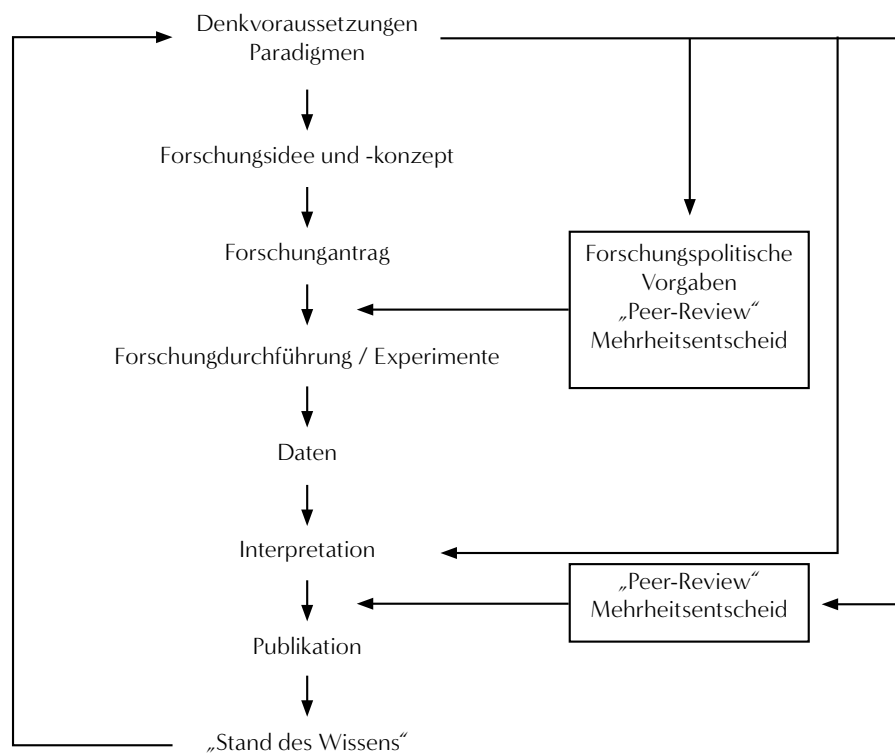 Denkvoraussetzungen
Paradigmen
Forschungsidee und -konzept
Forschungantrag
Forschungspolitische
Vorgaben
„Peer-Review“
Mehrheitsentscheid
Forschungdurchführung / Experimente
Daten
Interpretation
„Peer-Review“
Mehrheitsentscheid
Publikation
„Stand des Wissens“